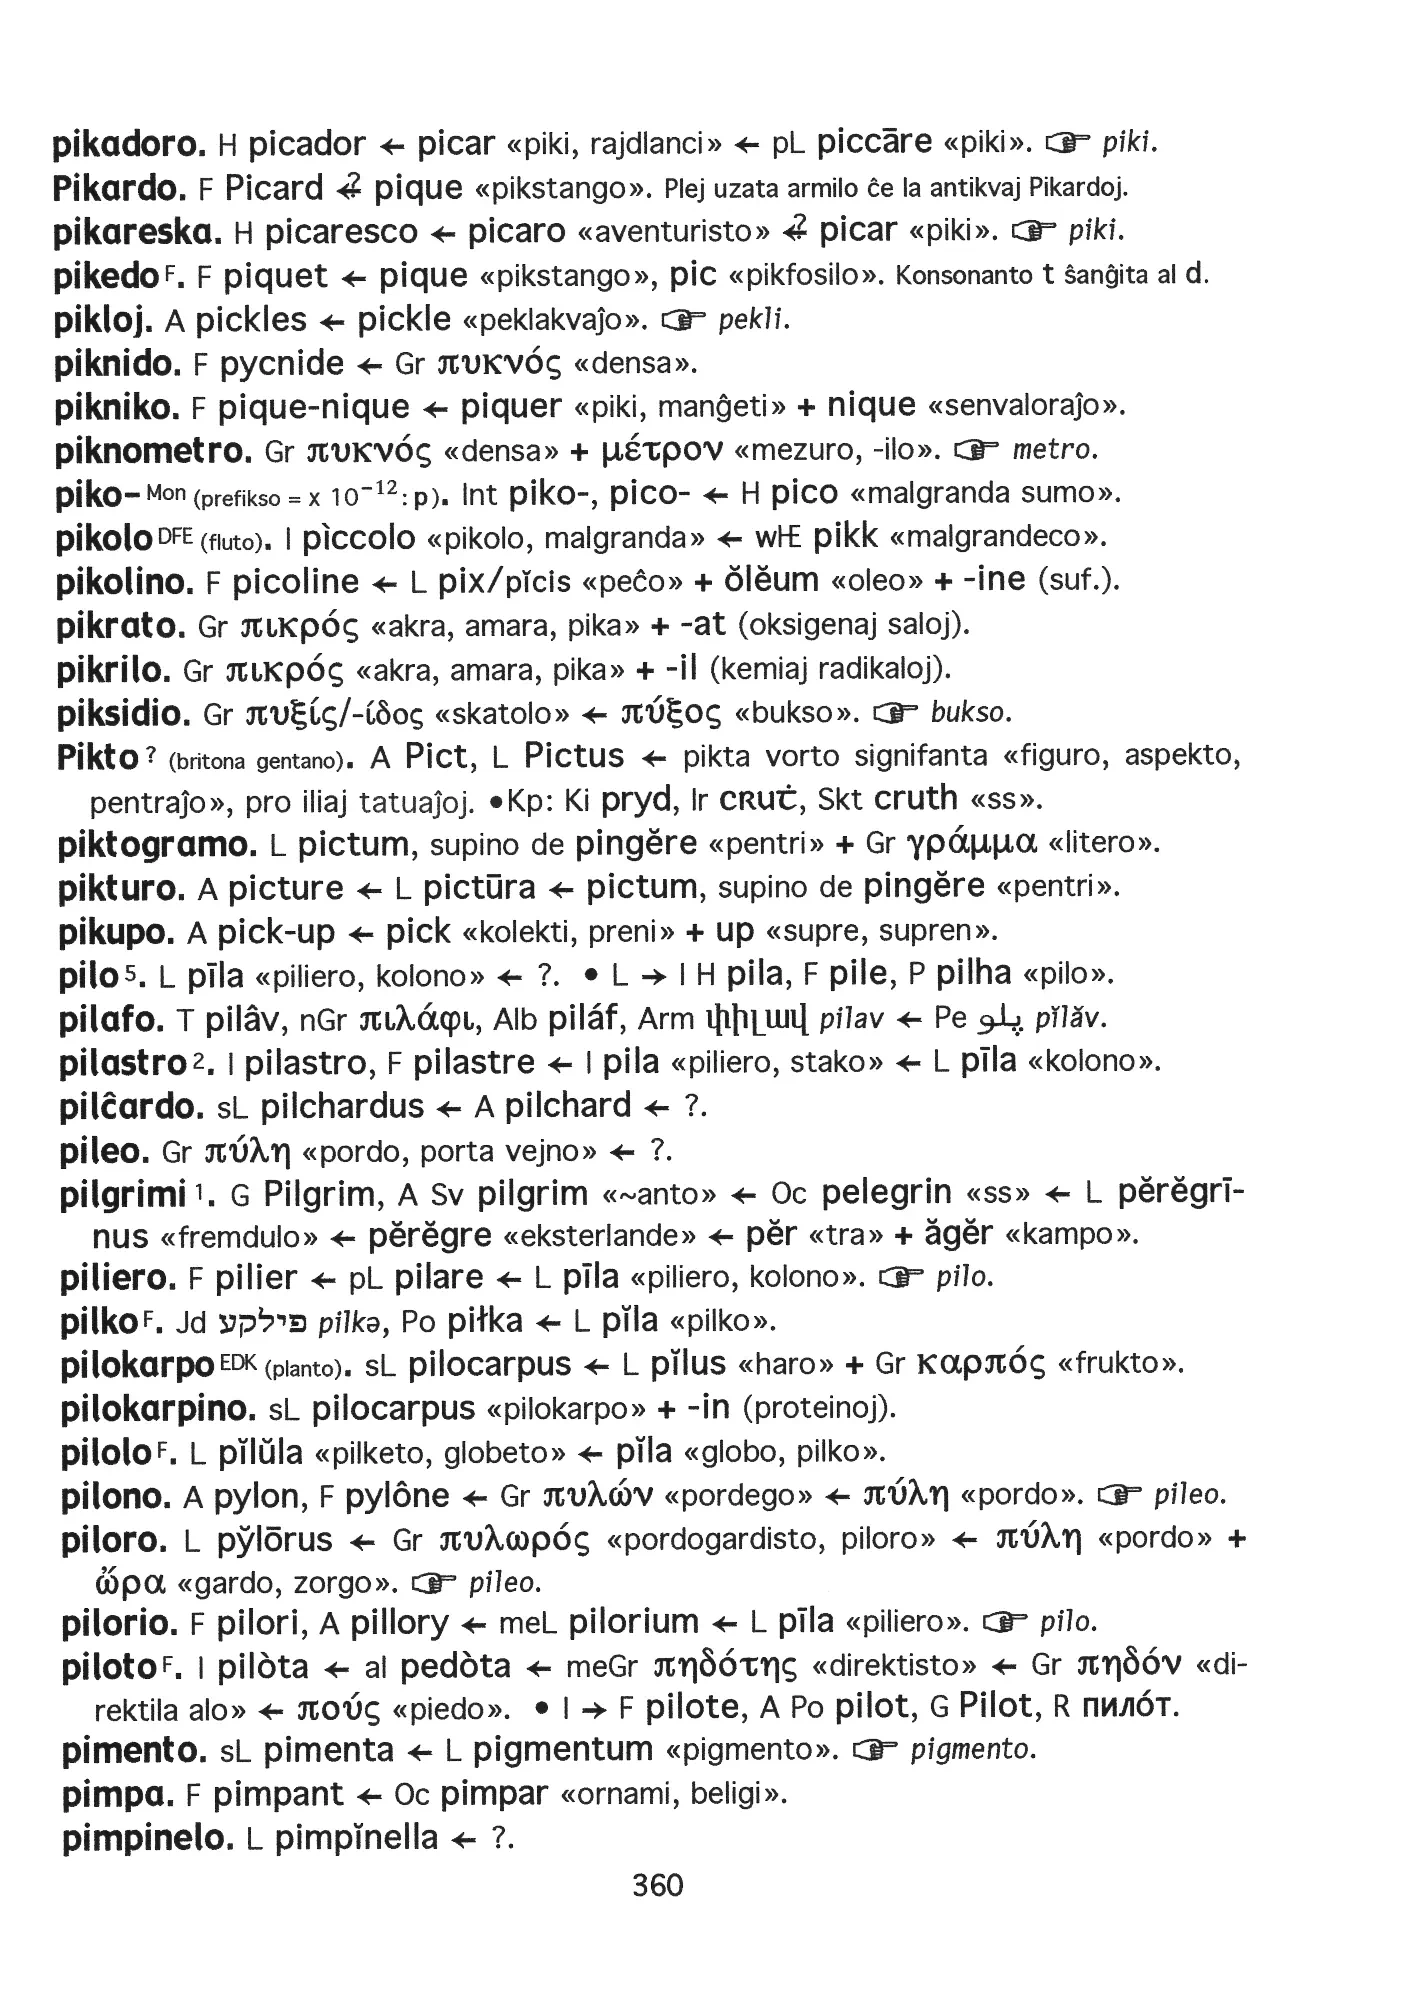 pikadoro. H picador ← picar «piki, rajdlanci» ← pL piccāre «piki». ☞ piki.
Pikardo. F Picard ←? pique «pikstango». Plej uzata armilo ĉe la antikvaj Pikardoj.
pikareska. H picaresco ← picaro «aventuristo» ←? picar «piki». ☞ piki.
pikedo F. F piquet ← pique «pikstango», pic «pikfosilo». Konsonanto t ŝanĝita al d.
pikloj. A pickles ← pickle «peklakvaĵo». ☞ pekli.
piknido. F pycnide ← Gr πυκνός «densa».
pikniko. F pique-nique ← piquer «piki, manĝeti» + nique «senvaloraĵo».
piknometro. Gr πυκνός «densa» + μέτρον «mezuro, -ilo». ☞ metro.
piko- Mon (prefikso = x 10⁻¹²: p). Int piko-, pico- ← H pico «malgranda sumo».
pikolo DFE (fluto). I pìccolo «pikolo, malgranda» ← wĦE pikk «malgrandeco».
pikolino. F picoline ← L pix/pĭcis «peĉo» + ŏlĕum «oleo» + -ine (suf.).
pikrato. Gr πικρός «akra, amara, pika» + -at (oksigenaj saloj).
pikrilo. Gr πικρός «akra, amara, pika» + -il (kemiaj radikaloj).
piksidio. Gr πυξίς/-ίδος «skatolo» ← πύξος «bukso». ☞ bukso.
Pikto ? (britona gentano). A Pict, L Pictus ← pikta vorto signifanta «figuro, aspekto,
pentraĵo», pro iliaj tatuaĵoj. •Kp: Ki pryd, Ir cꞃuṫ, Skt cruth «ss».
piktogramo. L pictum, supino de pingĕre «pentri» + Gr γράμμα «litero».
pikturo. A picture ← L pictūra ← pictum, supino de pingĕre «pentri».
pikupo. A pick-up ← pick «kolekti, preni» + up «supre, supren».
pilo 5. L pīla «piliero, kolono» ← ?. • L → I H pila, F pile, P pilha «pilo».
pilafo. T pilâv, nGr πιλάφι, Alb piláf, Arm փիլավ pilav ← Pe پلو pĭlăv.
pilastro 2. I pilastro, F pilastre ← I pila «piliero, stako» ← L pīla «kolono».
pilĉardo. sL pilchardus ← A pilchard ← ?.
pileo. Gr πύλη «pordo, porta vejno» ← ?.
pilgrimi 1. G Pilgrim, A Sv pilgrim «~anto» ← Oc pelegrin «ss» ← L pĕrĕgrī-
nus «fremdulo» ← pĕrĕgre «eksterlande» ← pĕr «tra» + ăgĕr «kampo».
piliero. F pilier ← pL pilare ← L pīla «piliero, kolono». ☞ pilo.
pilko F. Jd פּילקע pilkə, Po piłka ← L pĭla «pilko».
pilokarpo EDK (planto). sL pilocarpus ← L pĭlus «haro» + Gr καρπός «frukto».
pilokarpino. sL pilocarpus «pilokarpo» + -in (proteinoj).
pilolo F. L pĭlŭla «pilketo, globeto» ← pĭla «globo, pilko».
pilono. A pylon, F pylône ← Gr πυλών «pordego» ← πύλη «pordo». ☞ pileo.
piloro. L py̆lōrus ← Gr πυλωρός «pordogardisto, piloro» ← πύλη «pordo» +
ὥρα «gardo, zorgo». ☞ pileo.
pilorio. F pilori, A pillory ← meL pilorium ← L pīla «piliero». ☞ pilo.
piloto F. I pilòta ← al pedòta ← meGr πηδότης «direktisto» ← Gr πηδόν «di-
rektila alo» ← πούς «piedo». • I → F pilote, A Po pilot, G Pilot, R пилóт.
pimento. sL pimenta ← L pigmentum «pigmento». ☞ pigmento.
pimpa. F pimpant ← Oc pimpar «ornami, beligi».
pimpinelo. L pimpĭnella ← ?.
360